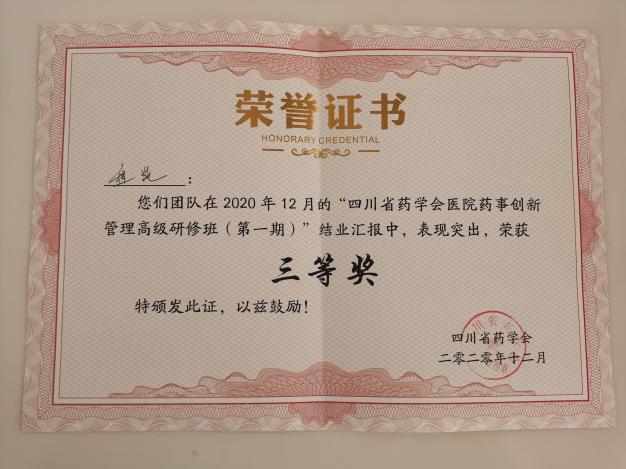 荣誉证书
HONORARY CREDENTIAL
：
您们团队在 2020 年 12 月的“四川省药学会医院药事创新
管理高级研修班（第一期）”结业汇报中，表现突出，荣获
三等奖
特颁发此证，以兹鼓励！
四川省药学会
二零二零年十二月